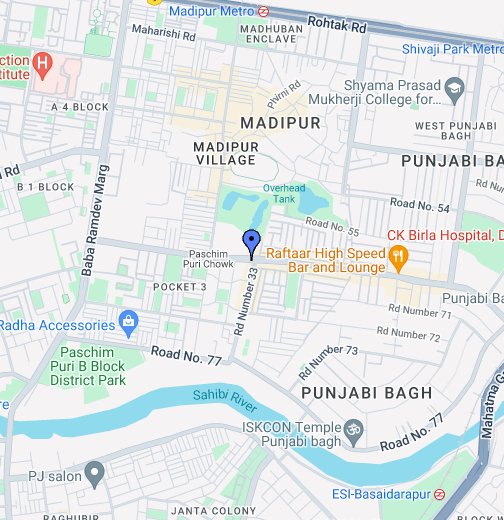 Madipur Metro
Rohtak Rd
Maharishi Rd
MADHUBAN
ENCLAVE
Shivaji Park Metro
ction
stitute
H
Shyama Prasad
Mukherji College
for...
Phirni Rd
A 4 BLOCK
MADIPUR
WEST PUNJABI
BAGH
MADIPUR
VILLAGE
PUNJABI BA
Rd
B 1 BLOCK
Overhead
Tank
Road No. 54
Road No. 55
Baba Ramdev Marg
CK Birla Hospital, D
Paschim
Puri Chowk
Raftaar High Speed
Bar and Lounge
POCKET 3
Rd Number 33
Punjabi Bagh
Rd Number 71
Radha Accessories
Rd Number 72
Paschim
Puri B Block
District Park
Road No. 77
Rd Number 73
Mahatma G
PUNJABI BAGH
Sahibi River
ISKCON Temple
Punjabi bagh
Road No. 77
re
PJ salon
ESI-Basaidarapur
JANTA COLONY
RAGHUBIR
BLOCK W